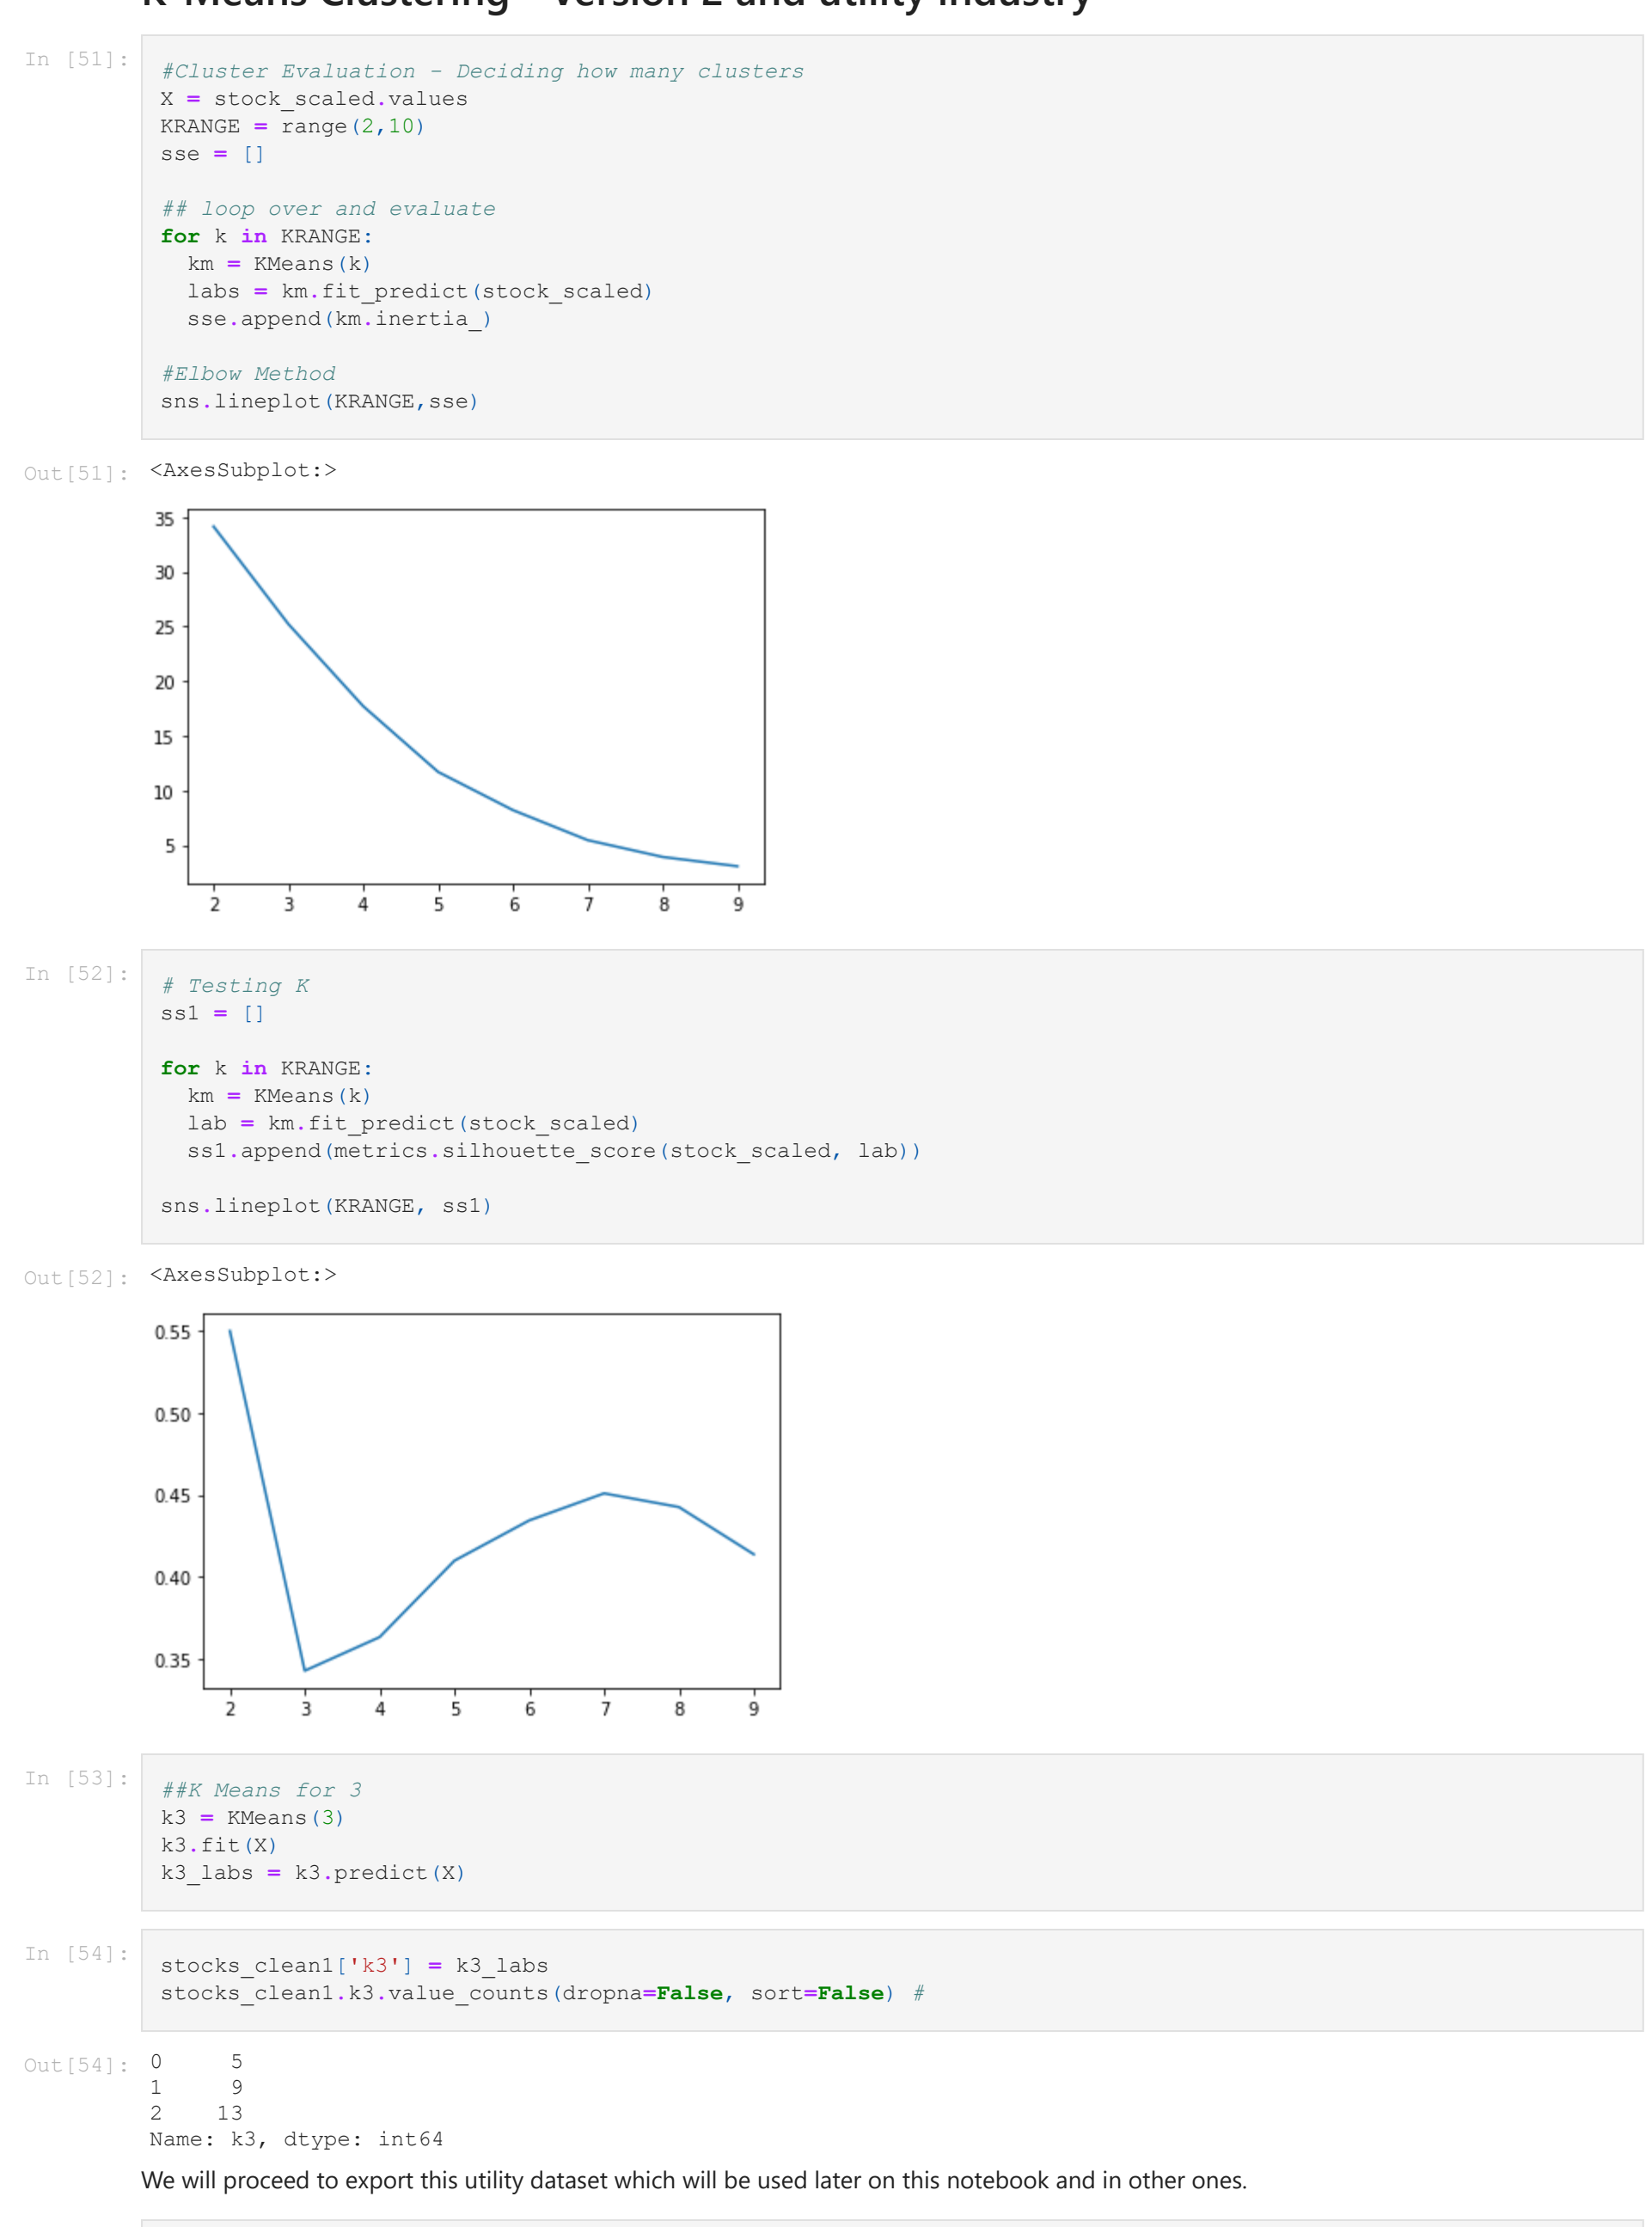 K-Means Clustering - Version 2 and utility industry
In [51]:
#Cluster Evaluation - Deciding how many clusters
X = stock_scaled.values
KRANGE = range(2,10)
sse = []
## loop over and evaluate
for k in KRANGE:
  km = KMeans(k)
  labs = km.fit_predict(stock_scaled)
  sse.append(km.inertia_)
#Elbow Method
sns.lineplot(KRANGE,sse)
Out[51]: <AxesSubplot:>
35
30
25
20
15
10
5
2 3 4 5 6 7 8 9
In [52]:
# Testing K
ss1 = []
for k in KRANGE:
  km = KMeans(k)
  lab = km.fit_predict(stock_scaled)
  ss1.append(metrics.silhouette_score(stock_scaled, lab))
sns.lineplot(KRANGE, ss1)
Out[52]: <AxesSubplot:>
0.55
0.50
0.45
0.40
0.35
2 3 4 5 6 7 8 9
In [53]:
##K Means for 3
k3 = KMeans(3)
k3.fit(X)
k3_labs = k3.predict(X)
In [54]:
stocks_clean1['k3'] = k3_labs
stocks_clean1.k3.value_counts(dropna=False, sort=False) #
Out[54]: 0 5
1 9
2 13
Name: k3, dtype: int64
We will proceed to export this utility dataset which will be used later on this notebook and in other ones.